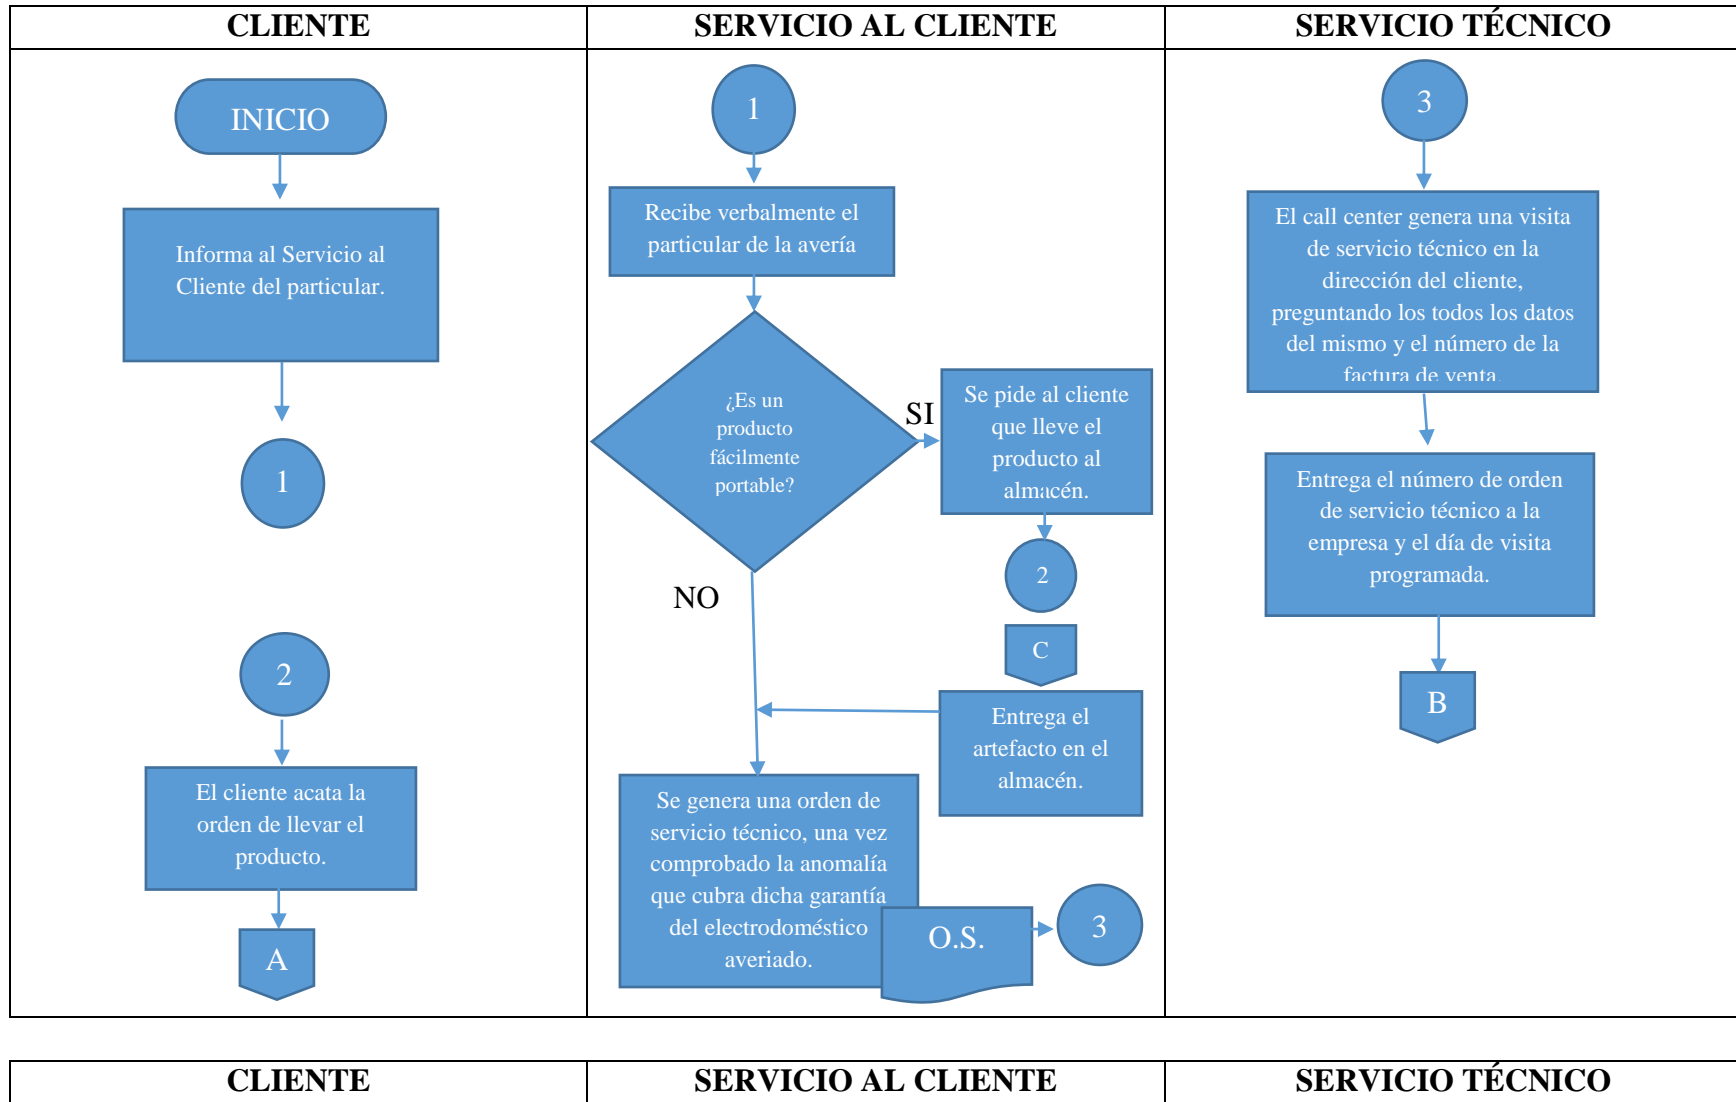 CLIENTE
SERVICIO AL CLIENTE
SERVICIO TÉCNICO
INICIO
Informa al Servicio al
Cliente del particular.
1
2
El cliente acata la
orden de llevar el
producto.
A
1
Recibe verbalmente el
particular de la avería
¿Es un
producto
fácilmente
portable?
SI
Se pide al cliente
que lleve el
producto al
almacén.
2
C
NO
Entrega el
artefacto en el
almacén.
Se genera una orden de
servicio técnico, una vez
comprobado la anomalía
que cubra dicha garantía
del electrodoméstico
averiado.
O.S.
3
3
El call center genera una visita
de servicio técnico en la
dirección del cliente,
preguntando los todos los datos
del mismo y el número de la
factura de venta.
Entrega el número de orden
de servicio técnico a la
empresa y el día de visita
programada.
B
CLIENTE
SERVICIO AL CLIENTE
SERVICIO TÉCNICO